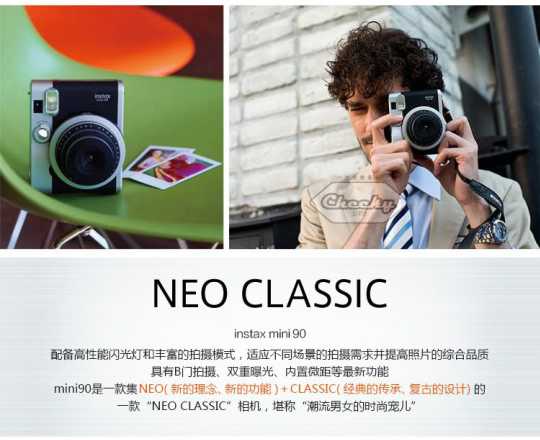 instax
Checky
NEO CLASSIC
instax mini 90
配备高性能闪光灯和丰富的拍摄模式，适应不同场景的拍摄需求并提高照片的综合品质
具有B门拍摄、双重曝光、内置微距等最新功能
mini90是一款集NEO( 新的理念、新的功能 ) + CLASSIC( 经典的传承、复古的设计) 的
一款“NEO CLASSIC”相机，堪称“潮流男女的时尚宠儿”